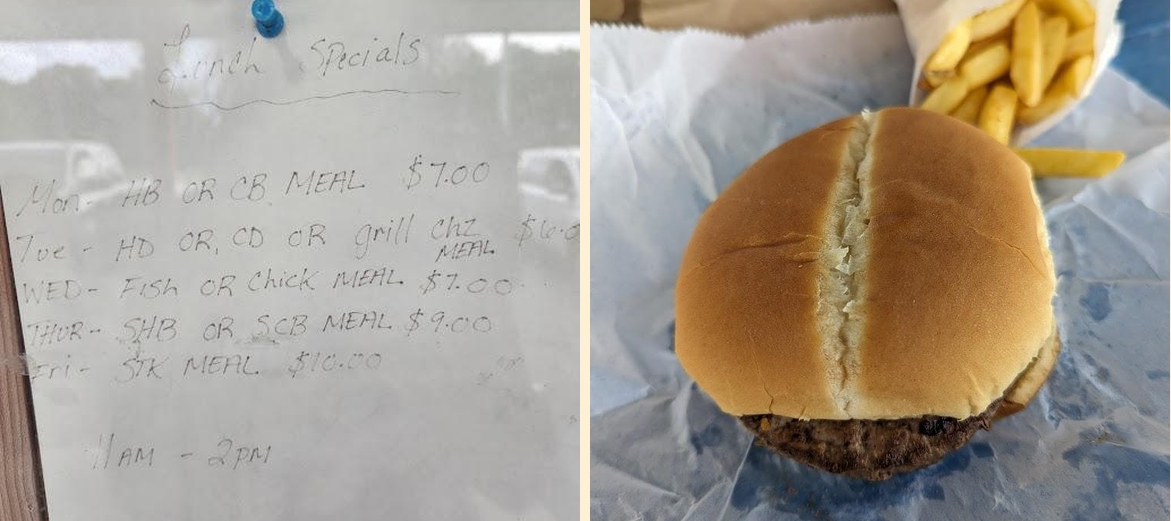 Lunch Specials
Mon- HB OR CB MEAL $7.00
Tue - HD OR, CD OR grill chz
MEAL
WED- Fish OR Chick MEAL $7.00
THUR- SHB OR SCB MEAL $9.00
Fri- STK MEAL $10.00
11AM - 2PM